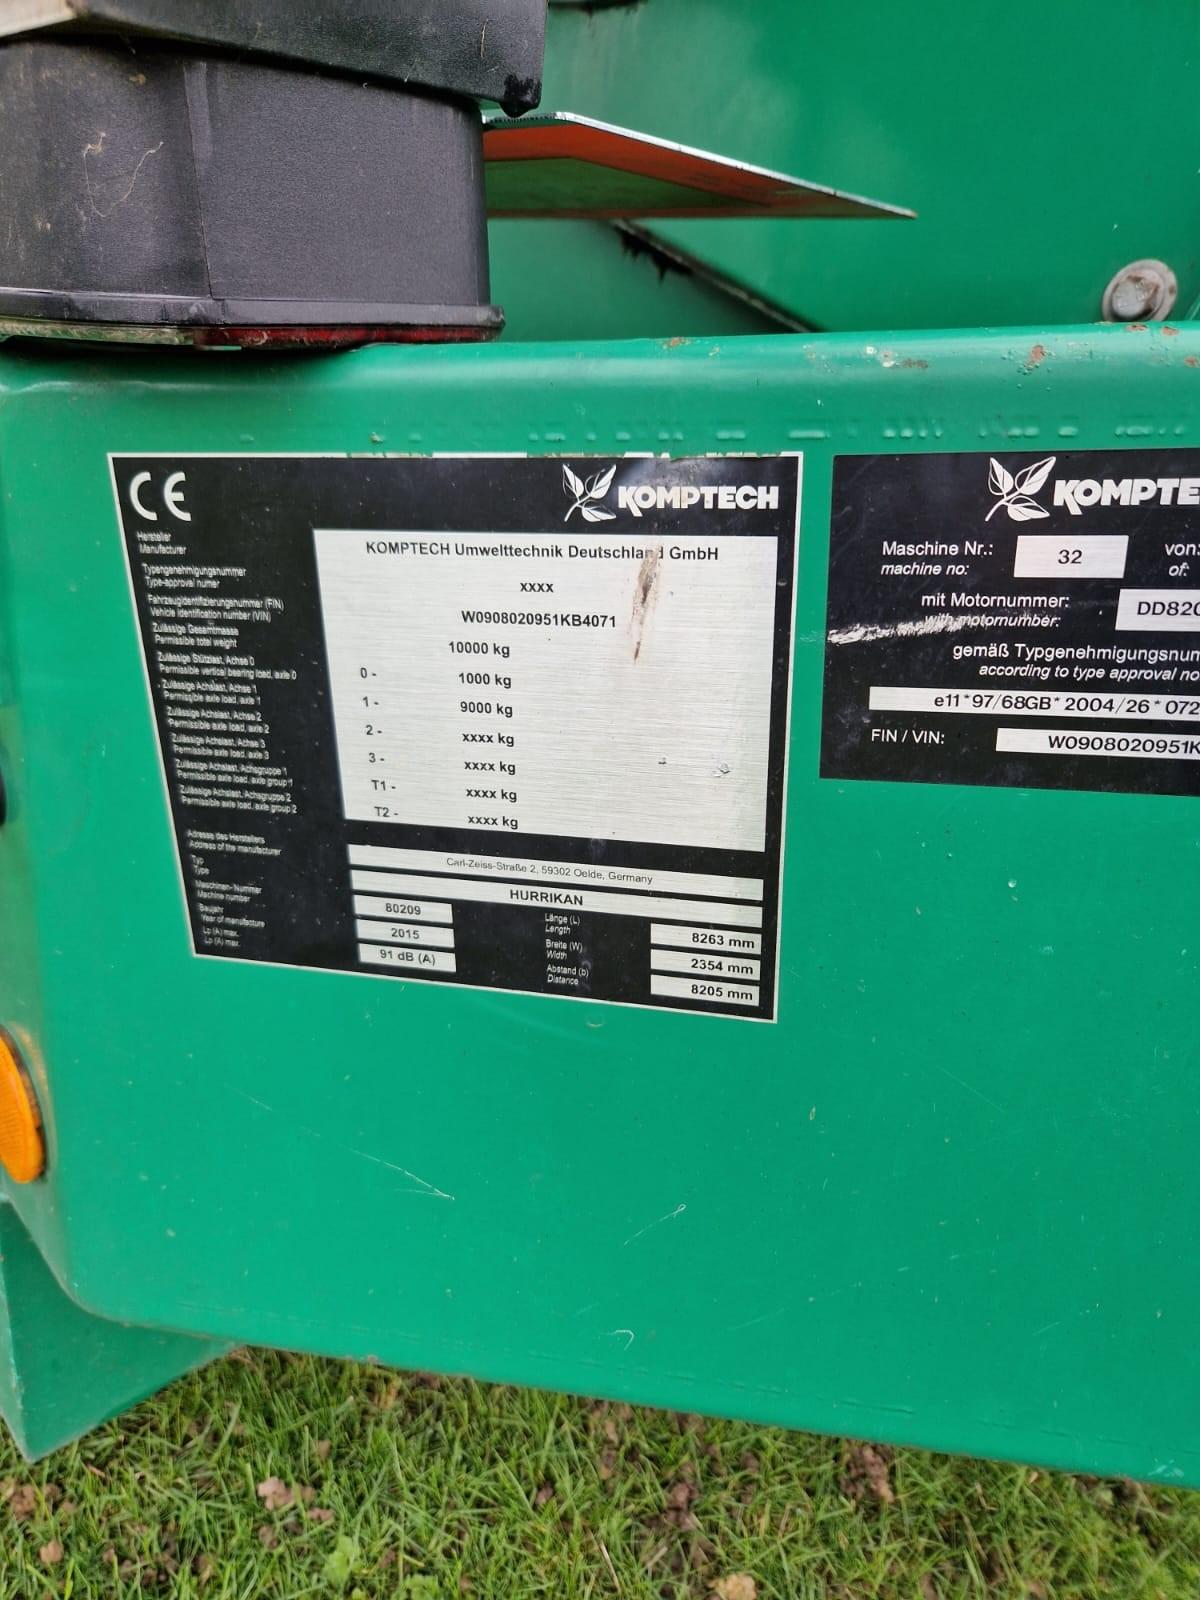 CE
KOMPTECH
Hersteller
Manufacturer
KOMPTECH Umwelttechnik Deutschland GmbH
Typengenehmigungsnummer
Type-approval numer
xxxx
Fahrzeugidentifizierungsnummer (FIN)
Vehicle identification number (VIN)
W0908020951KB4071
Zulässige Gesamtmasse
Permissible total weight
10000 kg
Zulässige Stützlast, Achse 0
Permissible vertical bearing load, axle 0
0 - 1000 kg
Zulässige Achslast, Achse 1
Permissible axle load, axle 1
1 - 9000 kg
Zulässige Achslast, Achse 2
Permissible axle load, axle 2
2 - xxxx kg
Zulässige Achslast, Achse 3
Permissible axle load, axle 3
3 - xxxx kg
Zulässige Achslast, Achsgruppe 1
Permissible axle load, axle group 1
T1 - xxxx kg
Zulässige Achslast, Achsgruppe 2
Permissible axle load, axle group 2
T2 - xxxx kg
Adresse des Herstellers
Address of the manufacturer
Carl-Zeiss-Straße 2, 59302 Oelde, Germany
Typ
Type
HURRIKAN
Maschinen- Nummer
Machine number
80209
Baujahr
Year of manufacture
2015
Lp (A) max.
Lp (A) max.
91 dB (A)
Länge (L)
Length
8263 mm
Breite (W)
Width
2354 mm
Abstand (b)
Distance
8205 mm
KOMPTE
Maschine Nr.: 32 von:
machine no: of:
mit Motornummer: DD820
with motornumber:
gemäß Typgenehmigungsnum
according to type approval no
e11*97/68GB*2004/26*072
FIN / VIN: W0908020951K